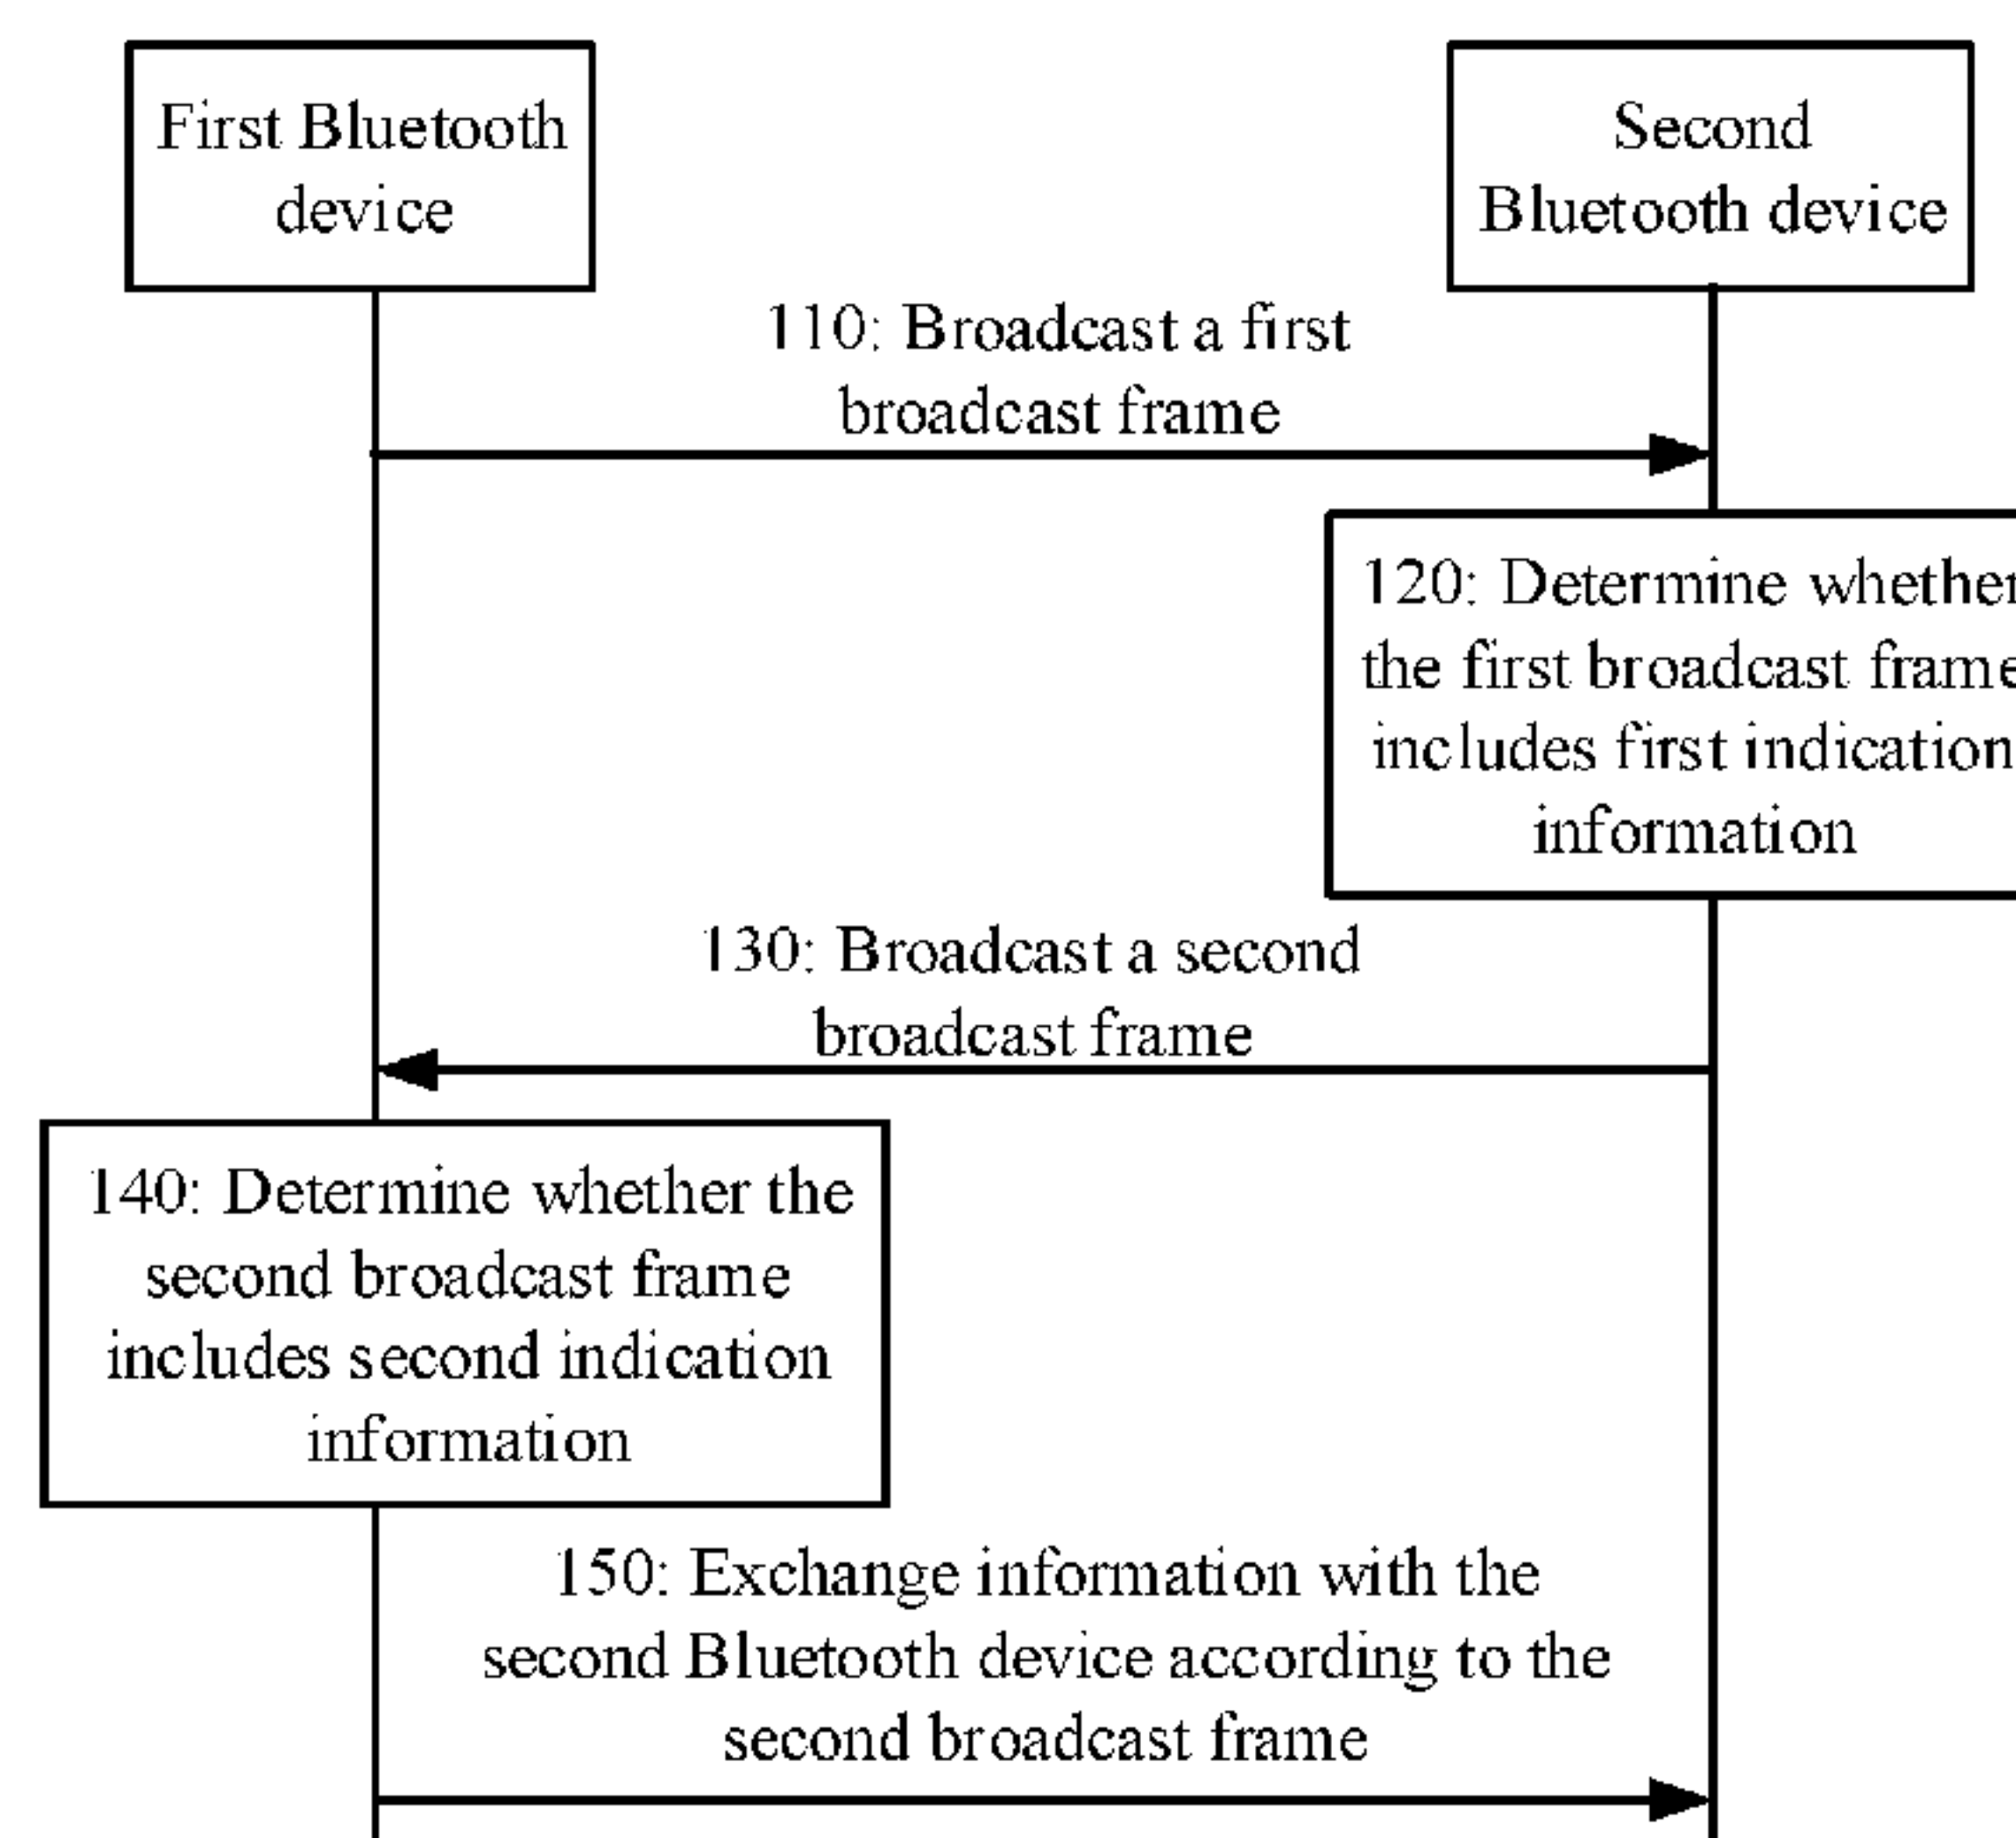 First Bluetooth
device
Second
Bluetooth device
110: Broadcast a first
broadcast frame
120: Determine whether
the first broadcast frame
includes first indication
information
130: Broadcast a second
broadcast frame
140: Determine whether the
second broadcast frame
includes second indication
information
150: Exchange information with the
second Bluetooth device according to the
second broadcast frame